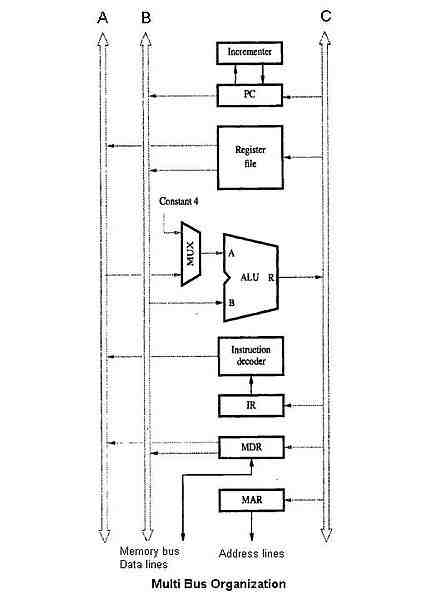 A B C
Incrementer
PC
Register
file
Constant 4
MUX
A
ALU R
B
Instruction
decoder
IR
MDR
MAR
Memory bus
Data lines
Address lines
Multi Bus Organization